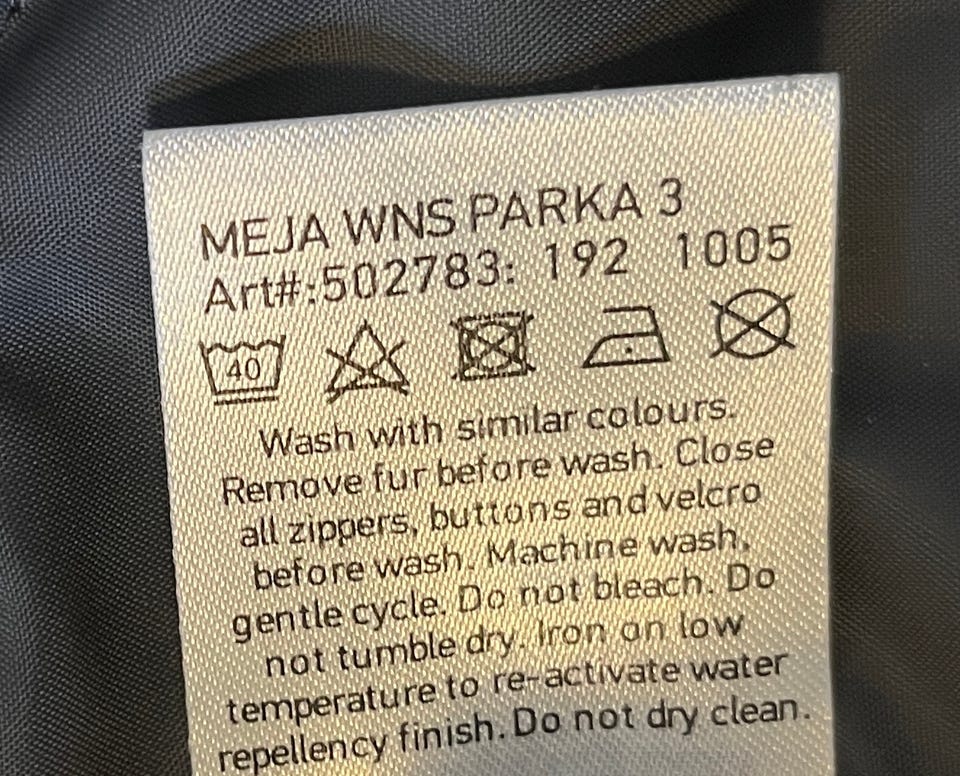 MEJA WNS PARKA 3
Art#:502783: 192 1005
40
Wash with similar colours.
Remove fur before wash. Close
all zippers, buttons and velcro
before wash. Machine wash,
gentle cycle. Do not bleach. Do
not tumble dry. Iron on low
temperature to re-activate water
repellency finish. Do not dry clean.